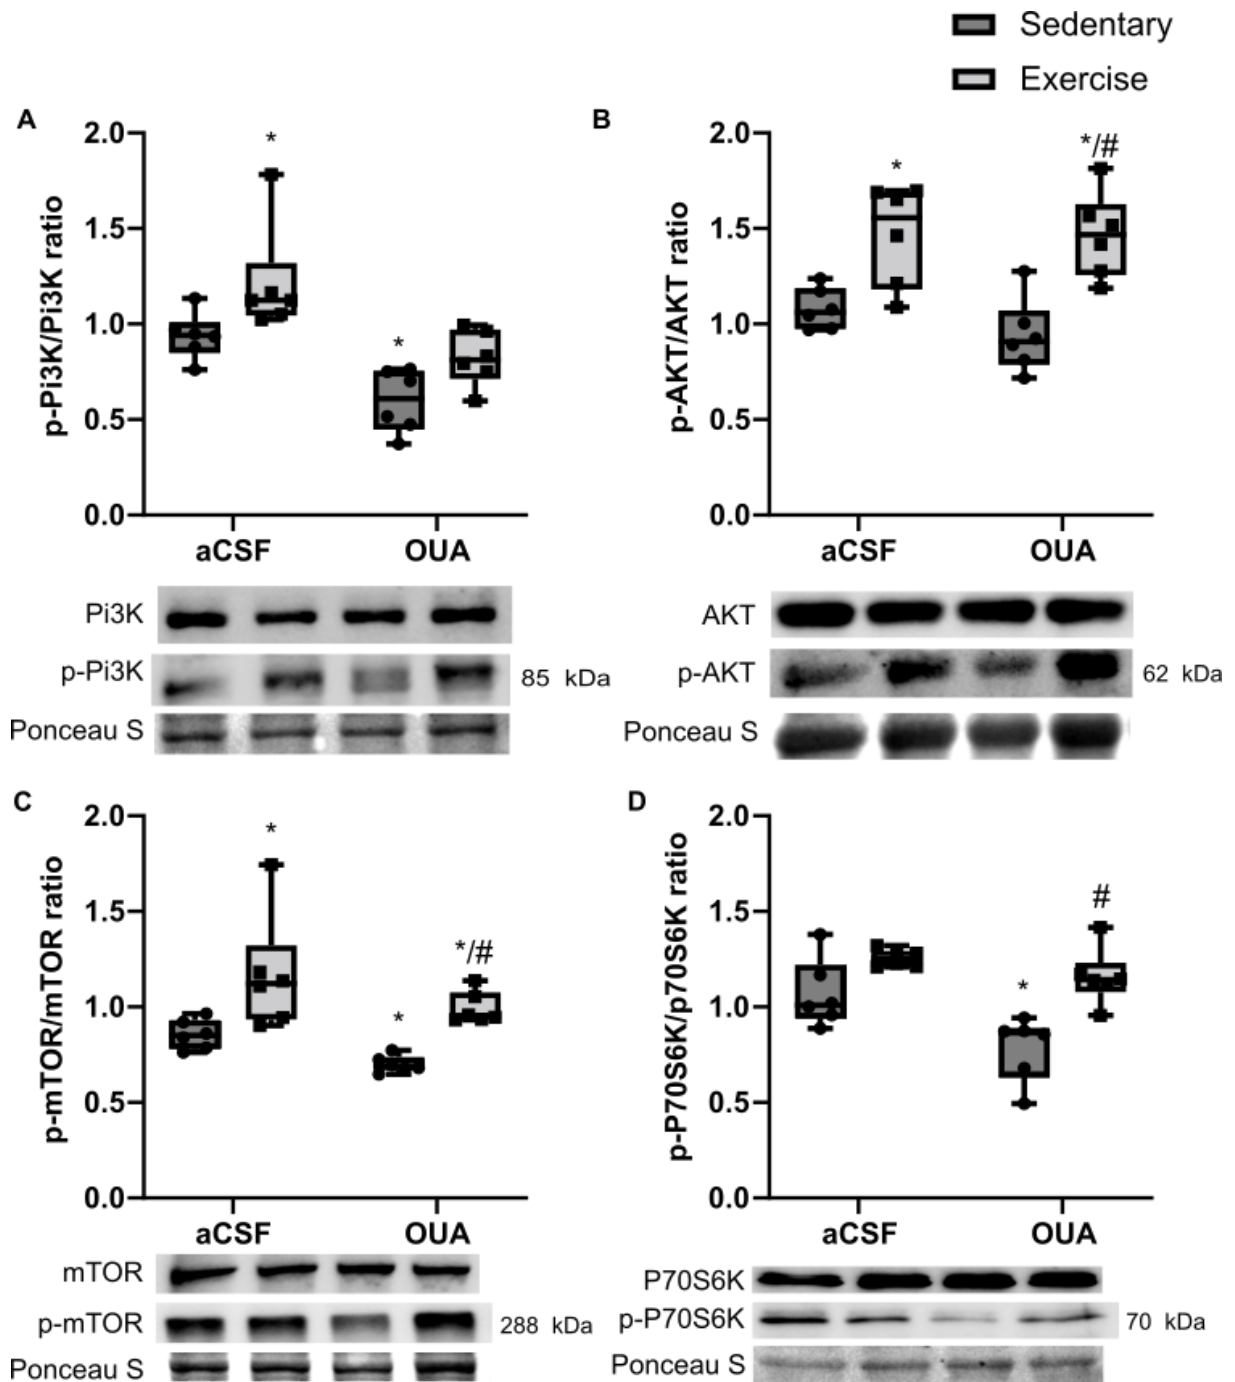 Sedentary
Exercise
A
B
p-Pi3K/Pi3K ratio
2.0
1.5
1.0
0.5
0.0
*
*
aCSF
OUA
p-AKT/AKT ratio
2.0
1.5
1.0
0.5
0.0
*
*/#
aCSF
OUA
Pi3K
p-Pi3K
85 kDa
Ponceau S
AKT
p-AKT
62 kDa
Ponceau S
C
D
p-mTOR/mTOR ratio
2.0
1.5
1.0
0.5
0.0
*
*
*/#
aCSF
OUA
p-P70S6K/p70S6K ratio
2.0
1.5
1.0
0.5
0.0
*
#
aCSF
OUA
mTOR
p-mTOR
288 kDa
Ponceau S
P70S6K
p-P70S6K
70 kDa
Ponceau S